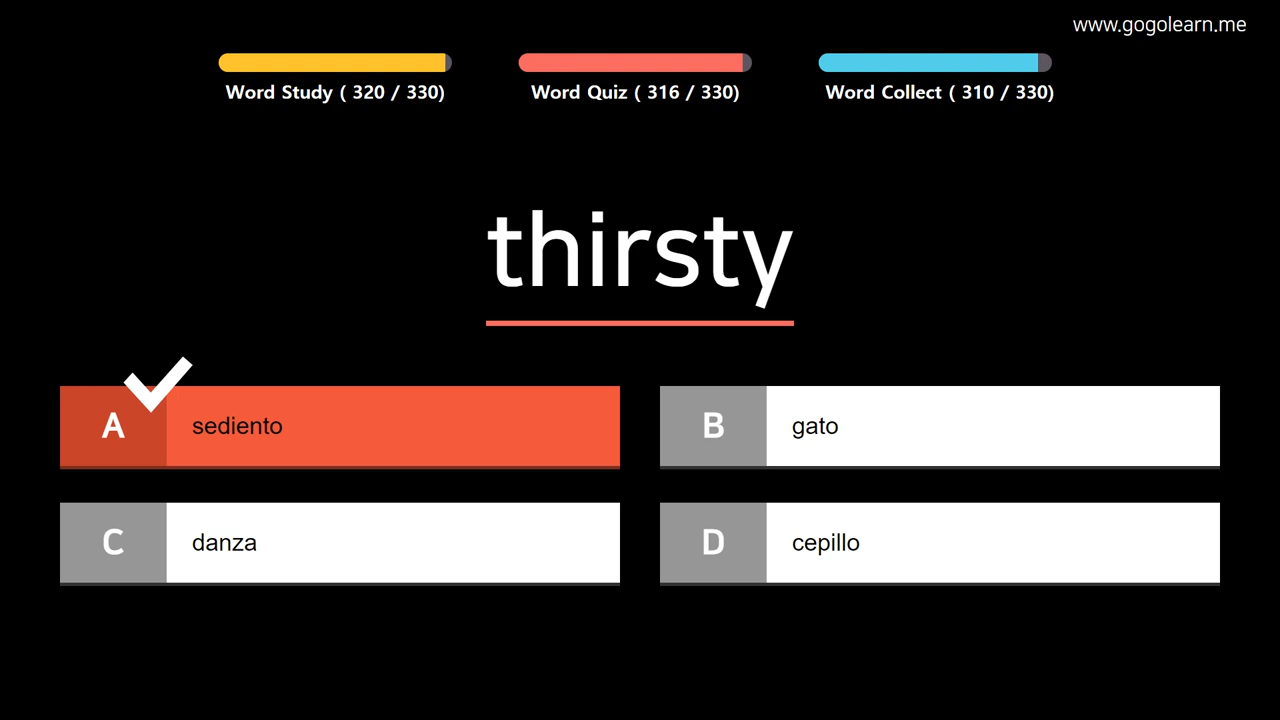 www.gogolearn.me
Word Study ( 320 / 330)
Word Quiz ( 316 / 330)
Word Collect ( 310 / 330)
thirsty
A sediento
B gato
C danza
D cepillo